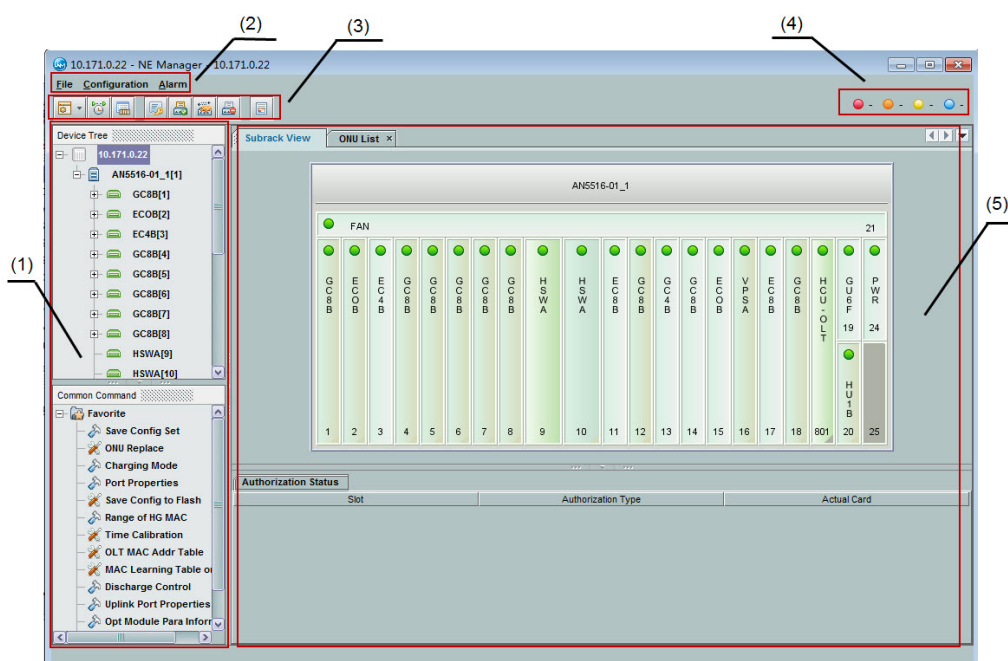 (2)
(3)
(4)
10.171.0.22 - NE Manager - 10.171.0.22
File Configuration Alarm
- - - -
Device Tree
10.171.0.22
AN5516-01_1[1]
GC8B[1]
ECOB[2]
EC4B[3]
GC8B[4]
GC8B[5]
GC8B[6]
GC8B[7]
GC8B[8]
HSWA[9]
HSWA[10]
(1)
Common Command
Favorite
Save Config Set
ONU Replace
Charging Mode
Port Properties
Save Config to Flash
Range of HG MAC
Time Calibration
OLT MAC Addr Table
MAC Learning Table
Discharge Control
Uplink Port Properties
Opt Module Para
Subrack View ONU List ×
AN5516-01_1
FAN 21
GC8B 1
ECOB 2
EC4B 3
GC8B 4
GC8B 5
GC8B 6
GC8B 7
GC8B 8
HSWA 9
HSWA 10
EC8B 11
GC8B 12
GC4B 13
GC8B 14
ECOB 15
VPSA 16
EC8B 17
GC8B 18
HCU-OLT 801
GU6F 19
HU1B 20
PWR 24
25
(5)
Authorization Status
Slot Authorization Type Actual Card